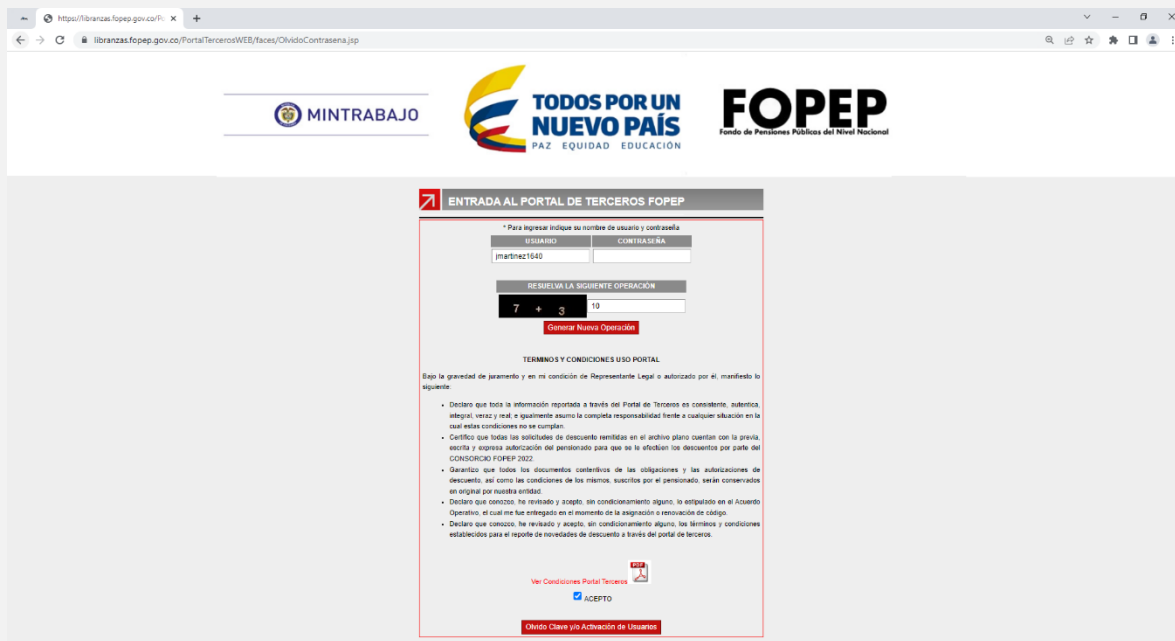 https://libranzas.fopep.gov.co/Po
libranzas.fopep.gov.co/PortalTercerosWEB/faces/OlvidoContrasena.jsp
MINTRABAJO
TODOS POR UN
NUEVO PAÍS
PAZ EQUIDAD EDUCACIÓN
FOPEP
Fondo de Pensiones Públicas del Nivel Nacional
ENTRADA AL PORTAL DE TERCEROS FOPEP
* Para ingresar indique su nombre de usuario y contraseña
USUARIO CONTRASEÑA
jmartinez1640
RESUELVA LA SIGUIENTE OPERACIÓN
7 + 3 10
Generar Nueva Operación
TERMINOS Y CONDICIONES USO PORTAL
Bajo la gravedad de juramento y en mi condición de Representante Legal o autorizado por él, manifiesto lo
siguiente:
• Declaro que toda la información reportada a través del Portal de Terceros es consistente, autentica,
integral, veraz y real; e igualmente asumo la completa responsabilidad frente a cualquier situación en la
cual estas condiciones no se cumplan.
• Certifico que todas las solicitudes de descuento remitidas en el archivo plano cuentan con la previa,
escrita y expresa autorización del pensionado para que se le efectúen los descuentos por parte del
CONSORCIO FOPEP 2022.
• Garantizo que todos los documentos contentivos de las obligaciones y las autorizaciones de
descuento, así como las condiciones de los mismos, suscritos por el pensionado, serán conservados
en original por nuestra entidad.
• Declaro que conozco, he revisado y acepto, sin condicionamiento alguno, lo estipulado en el Acuerdo
Operativo, el cual me fue entregado en el momento de la asignación o renovación de código.
• Declaro que conozco, he revisado y acepto, sin condicionamiento alguno, los términos y condiciones
establecidos para el reporte de novedades de descuento a través del portal de terceros.
Ver Condiciones Portal Terceros PDF
ACEPTO
Olvido Clave y/o Activación de Usuarios